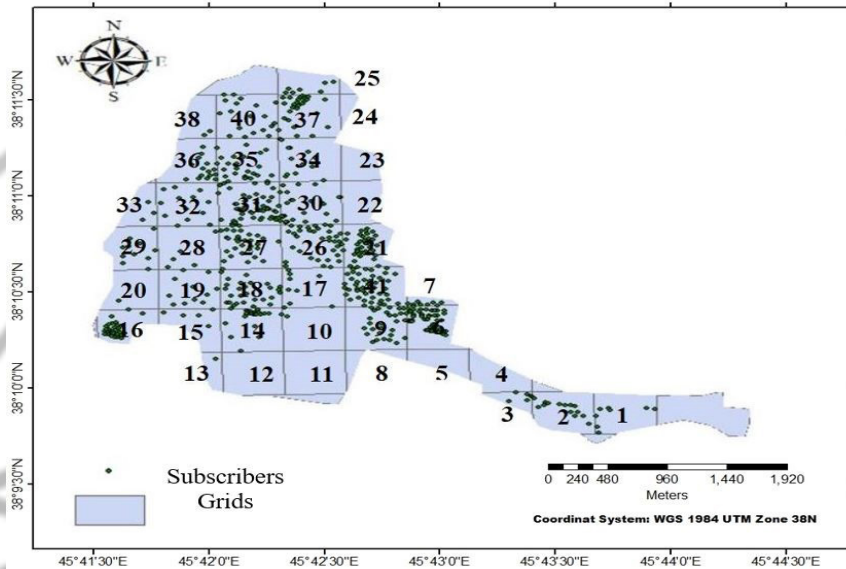 N
W E
S
25
38 40 37 24
36 35 34 23
33 32 31 30 22
29 28 27 26 21
20 19 18 17 41 7
16 15 14 10 9 6
13 12 11 8 5 4
3 2 1
38°11'30"N
38°11'0"N
38°10'30"N
38°10'0"N
38°9'30"N
Subscribers
Grids
0 240 480 960 1,440 1,920
Meters
Coordinat System: WGS 1984 UTM Zone 38N
45°41'30"E 45°42'0"E 45°42'30"E 45°43'0"E 45°43'30"E 45°44'0"E 45°44'30"E